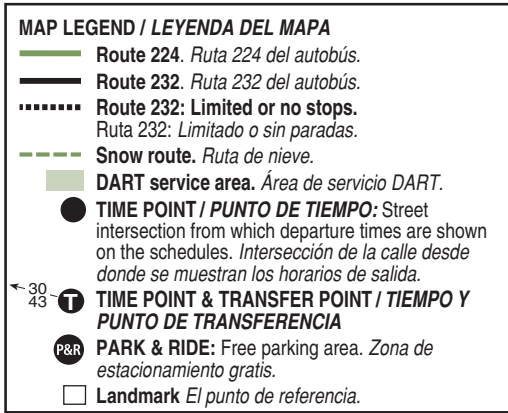 MAP LEGEND / LEYENDA DEL MAPA
Route 224. Ruta 224 del autobús.
Route 232. Ruta 232 del autobús.
Route 232: Limited or no stops.
Ruta 232: Limitado o sin paradas.
Snow route. Ruta de nieve.
DART service area. Área de servicio DART.
TIME POINT / PUNTO DE TIEMPO: Street
intersection from which departure times are shown
on the schedules. Intersección de la calle desde
donde se muestran los horarios de salida.
30
43 T TIME POINT & TRANSFER POINT / TIEMPO Y
PUNTO DE TRANSFERENCIA
P&R PARK & RIDE: Free parking area. Zona de
estacionamiento gratis.
Landmark El punto de referencia.